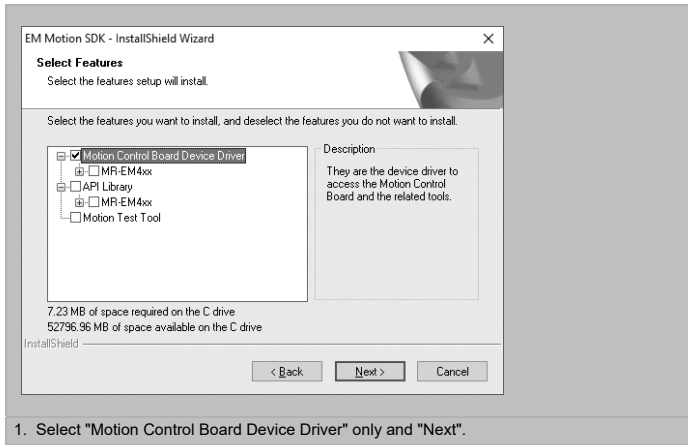 EM Motion SDK - InstallShield Wizard
Select Features
Select the features setup will install.
Select the features you want to install, and deselect the features you do not want to install.
Motion Control Board Device Driver
MR-EM4xx
API Library
MR-EM4xx
Motion Test Tool
Description
They are the device driver to
access the Motion Control
Board and the related tools.
7.23 MB of space required on the C drive
52796.96 MB of space available on the C drive
InstallShield
< Back
Next >
Cancel
1. Select "Motion Control Board Device Driver" only and "Next".